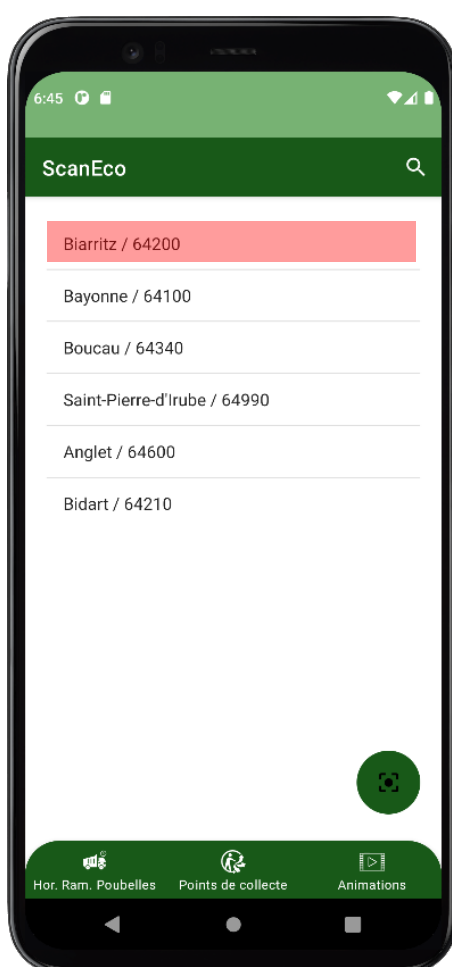 6:45
ScanEco
Biarritz / 64200
Bayonne / 64100
Boucau / 64340
Saint-Pierre-d'Irube / 64990
Anglet / 64600
Bidart / 64210
Hor. Ram. Poubelles Points de collecte Animations